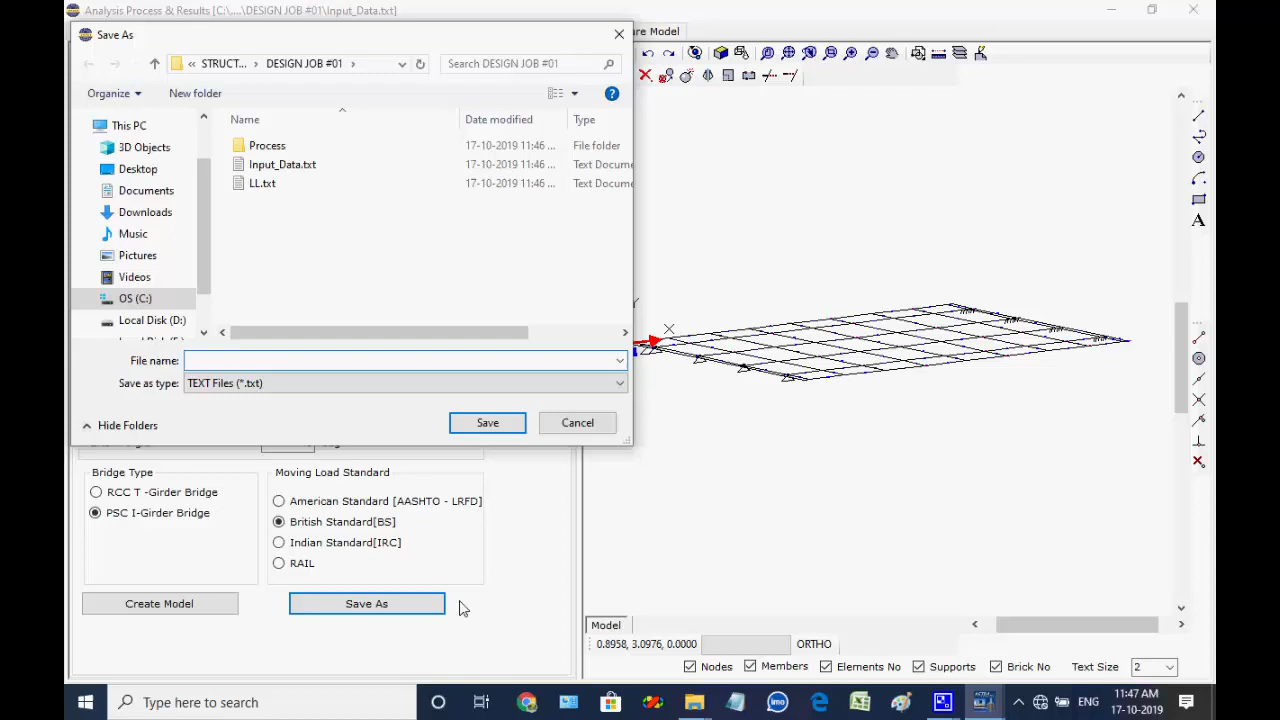 Analysis Process & Results [C:\....\DESIGN JOB #01\Input_Data.txt]
Save As
STRUCT... DESIGN JOB #01
Search DESIGN JOB #01
Organize
New folder
This PC
3D Objects
Desktop
Documents
Downloads
Music
Pictures
Videos
OS (C:)
Local Disk (D:)
Name Date modified Type
Process 17-10-2019 11:46 ... File folder
Input_Data.txt 17-10-2019 11:46 ... Text Docume
LL.txt 17-10-2019 11:46 ... Text Docume
File name:
Save as type: TEXT Files (*.txt)
Hide Folders
Save
Cancel
Bridge Type
RCC T -Girder Bridge
PSC I-Girder Bridge
Moving Load Standard
American Standard [AASHTO - LRFD]
British Standard[BS]
Indian Standard[IRC]
RAIL
Create Model
Save As
re Model
A
Y
X
Model
0.8958, 3.0976, 0.0000
ORTHO
Nodes Members Elements No Supports Brick No Text Size 2
Type here to search
imo
ENG
11:47 AM
17-10-2019